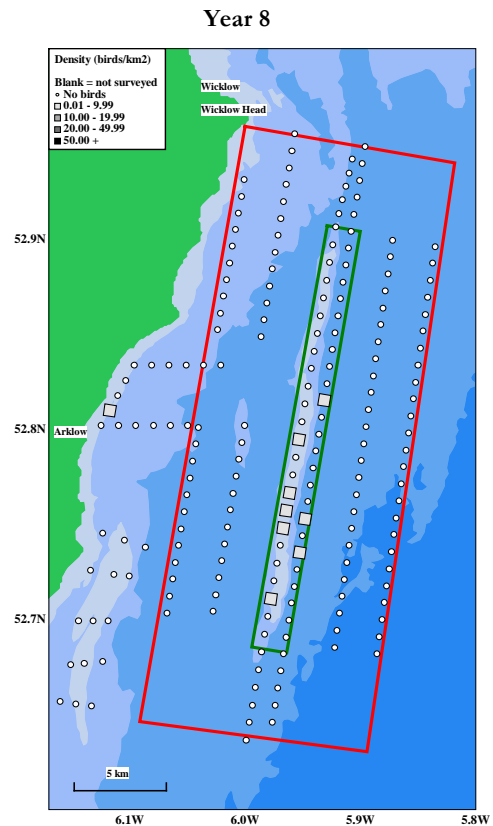 Year 8
Density (birds/km2)
Blank = not surveyed
No birds
0.01 - 9.99
10.00 - 19.99
20.00 - 49.99
50.00 +
Wicklow
Wicklow Head
52.9N
52.8N
Arklow
52.7N
5 km
6.1W 6.0W 5.9W 5.8W